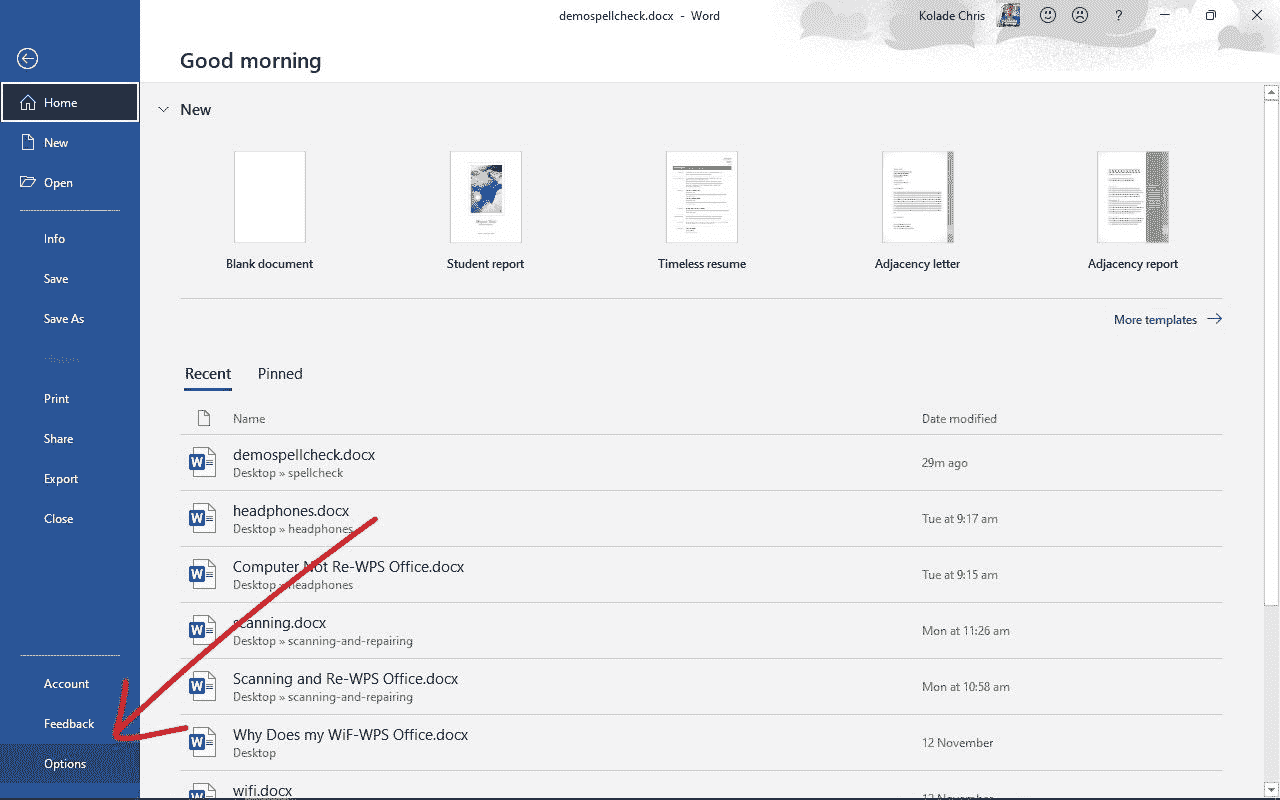 demospellcheck.docx - Word
Kolade Chris
?
Good morning
Home
New
Open
Info
Save
Save As
History
Print
Share
Export
Close
Account
Feedback
Options
New
Blank document
Student report
Timeless resume
Adjacency letter
Adjacency report
More templates
Recent
Pinned
Name
Date modified
demospellcheck.docx
Desktop » spellcheck
29m ago
headphones.docx
Desktop » headphones
Tue at 9:17 am
Computer Not Re-WPS Office.docx
Desktop » headphones
Tue at 9:15 am
scanning.docx
Desktop » scanning-and-repairing
Mon at 11:26 am
Scanning and Re-WPS Office.docx
Desktop » scanning-and-repairing
Mon at 10:58 am
Why Does my WiF-WPS Office.docx
Desktop
12 November
wifi.docx
12 November